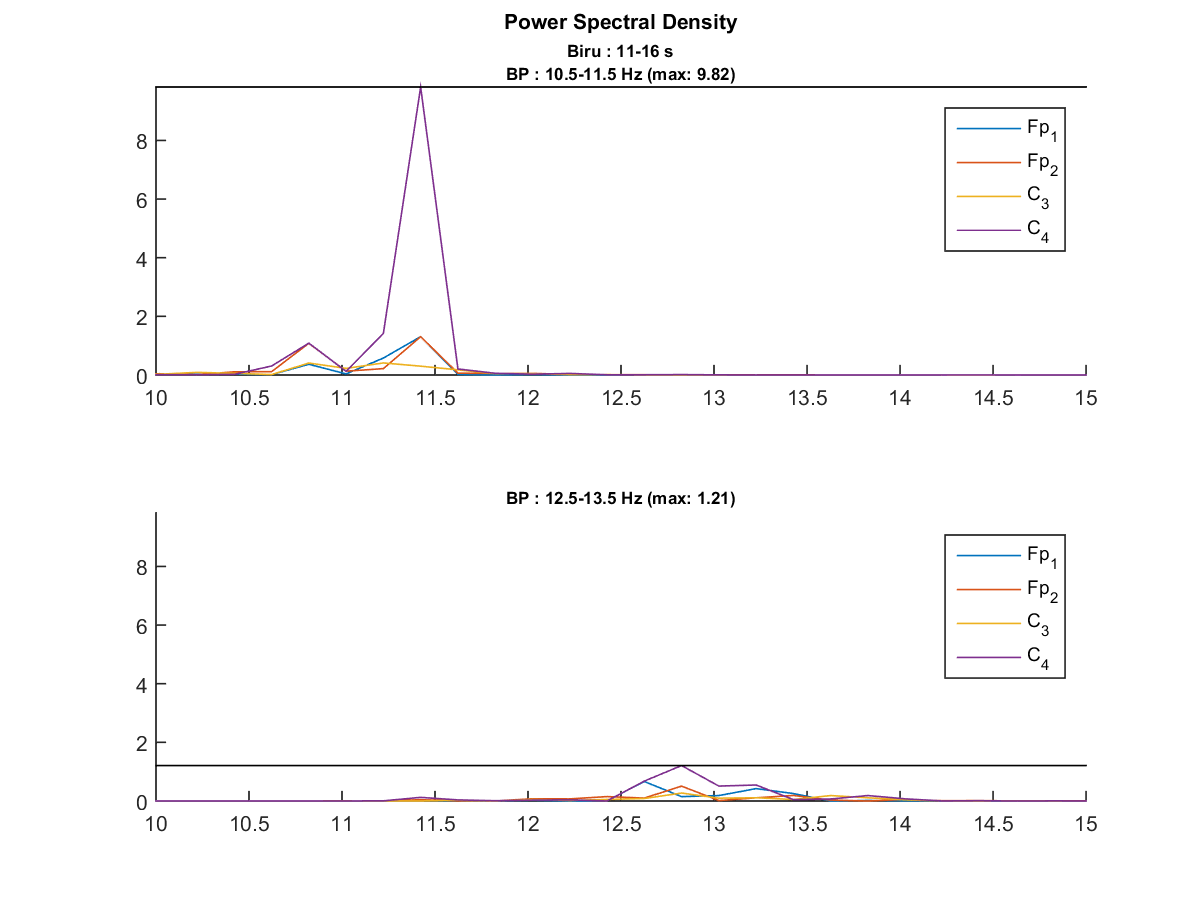 Power Spectral Density
Biru : 11-16 s
BP : 10.5-11.5 Hz (max: 9.82)
8
6
4
2
0
10 10.5 11 11.5 12 12.5 13 13.5 14 14.5 15
Fp1
Fp2
C3
C4
BP : 12.5-13.5 Hz (max: 1.21)
8
6
4
2
0
10 10.5 11 11.5 12 12.5 13 13.5 14 14.5 15
Fp1
Fp2
C3
C4